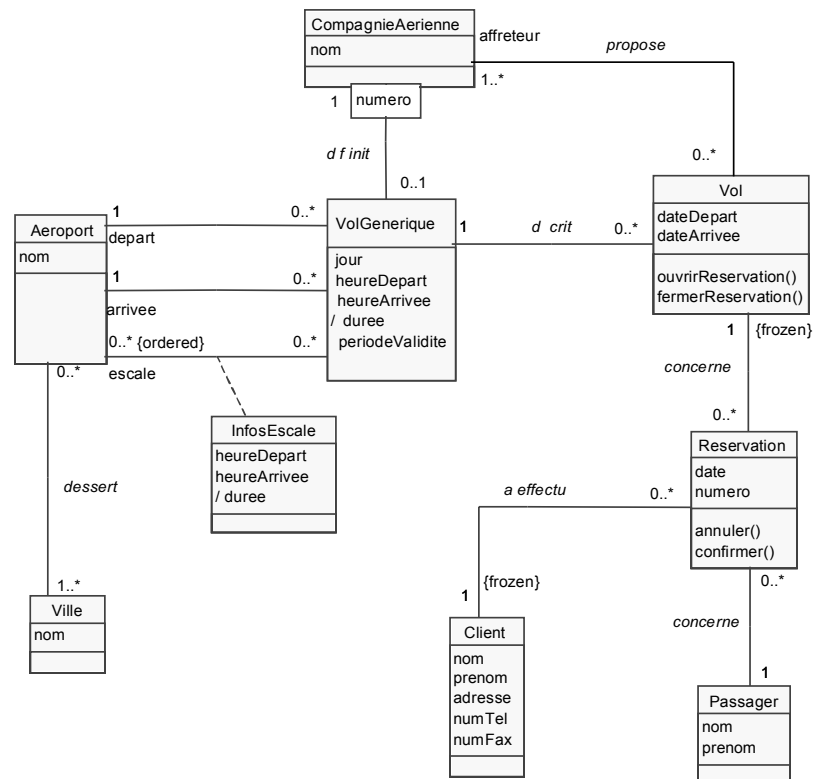 CompagnieAerienne
nom
affreteur
propose
1..*
1
numero
d f init
0..1
0..*
Vol
dateDepart
dateArrivee
ouvrirReservation()
fermerReservation()
Aeroport
nom
1
depart
0..*
1
arrivee
0..*
0..* {ordered}
escale
0..*
VolGenerique
jour
heureDepart
heureArrivee
/ duree
periodeValidite
1
d crit
0..*
InfosEscale
heureDepart
heureArrivee
/ duree
0..*
dessert
1..*
Ville
nom
1
{frozen}
concerne
0..*
Reservation
date
numero
annuler()
confirmer()
a effectu
0..*
{frozen}
1
Client
nom
prenom
adresse
numTel
numFax
0..*
concerne
1
Passager
nom
prenom